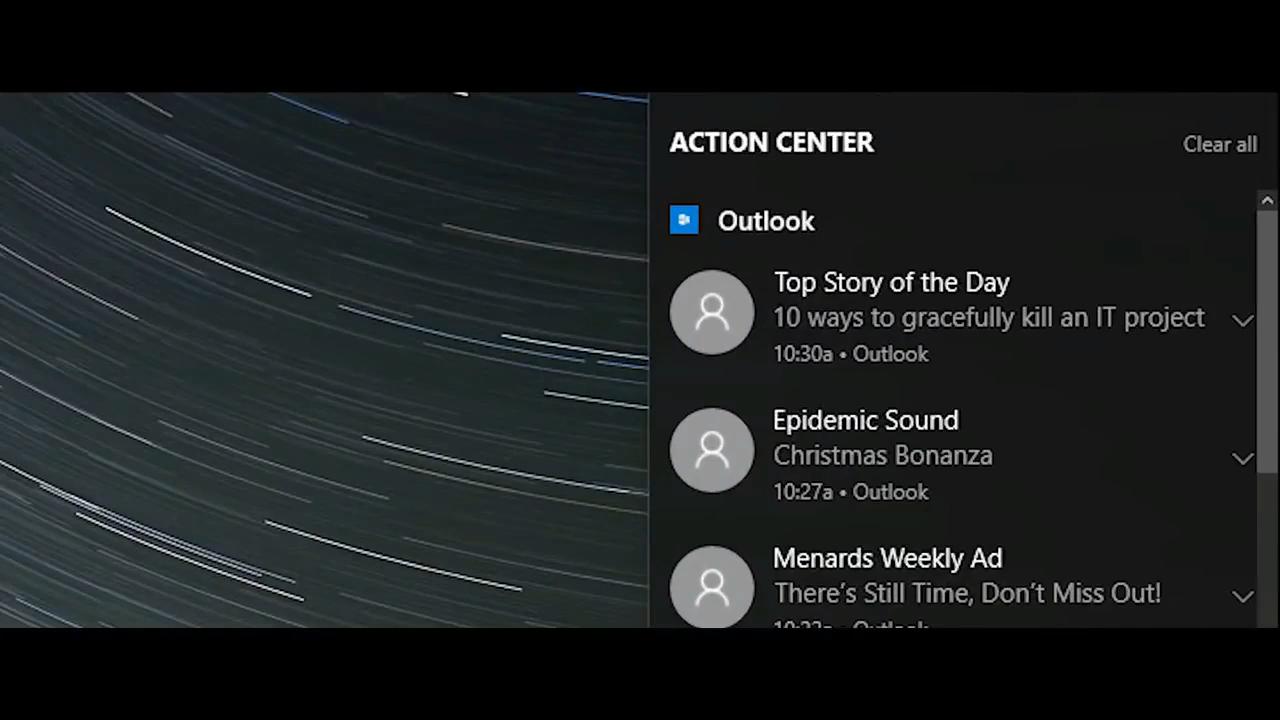 ACTION CENTER
Clear all
Outlook
Top Story of the Day
10 ways to gracefully kill an IT project
10:30a • Outlook
Epidemic Sound
Christmas Bonanza
10:27a • Outlook
Menards Weekly Ad
There's Still Time, Don't Miss Out!
Outlook